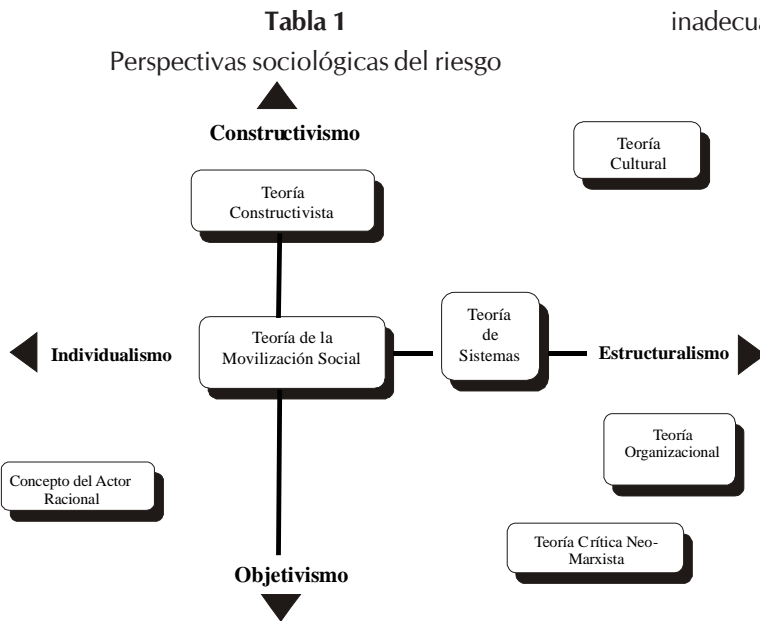 Tabla 1
inadecua
Perspectivas sociológicas del riesgo
Constructivismo
Teoría
Cultural
Teoría
Constructivista
Teoría de la
Movilización Social
Teoría
de
Sistemas
Individualismo
Estructuralismo
Teoría
Organizacional
Concepto del Actor
Racional
Teoría Crítica Neo-
Marxista
Objetivismo